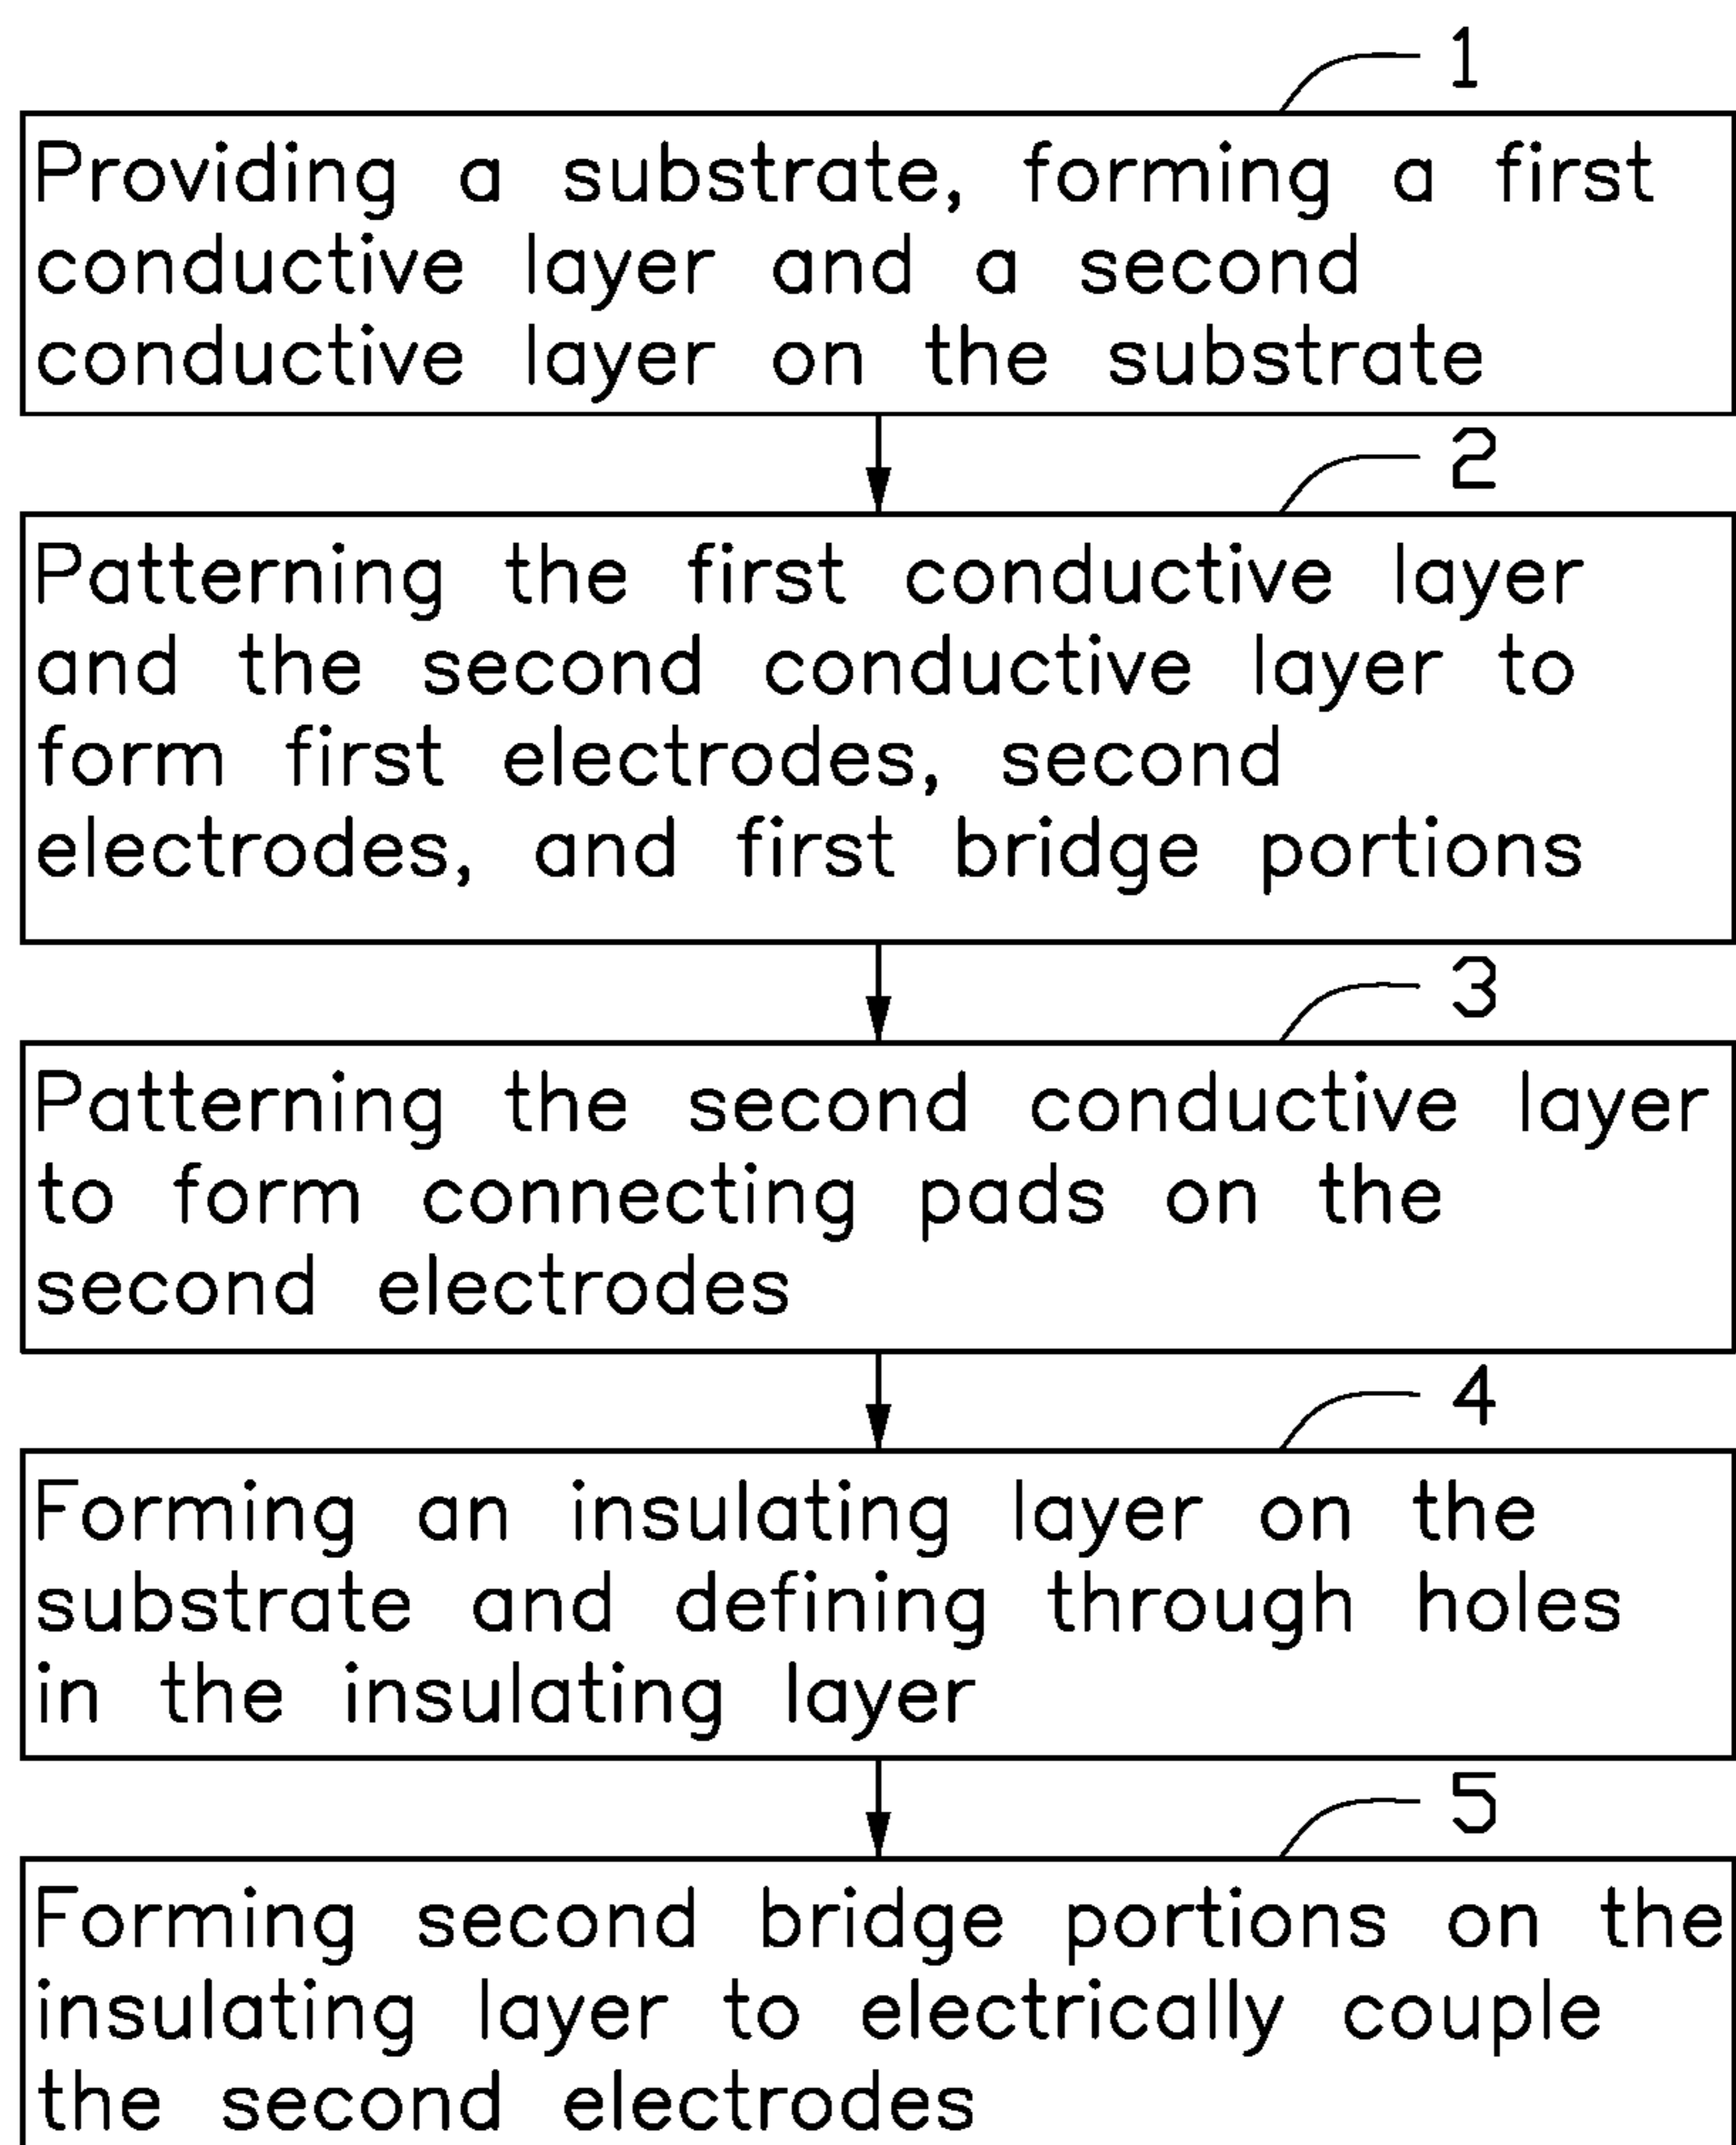 1
Providing a substrate, forming a first
conductive layer and a second
conductive layer on the substrate
2
Patterning the first conductive layer
and the second conductive layer to
form first electrodes, second
electrodes, and first bridge portions
3
Patterning the second conductive layer
to form connecting pads on the
second electrodes
4
Forming an insulating layer on the
substrate and defining through holes
in the insulating layer
5
Forming second bridge portions on the
insulating layer to electrically couple
the second electrodes